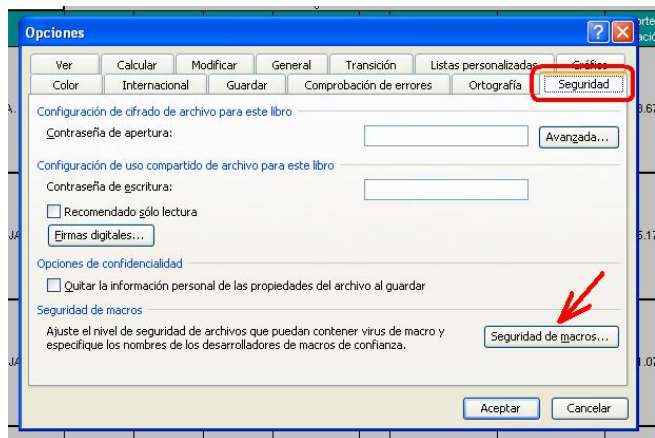 Opciones
Ver Calcular Modificar General Transición Listas personalizadas Gráfico
Color Internacional Guardar Comprobación de errores Ortografía Seguridad
Configuración de cifrado de archivo para este libro
Contraseña de apertura:
Avanzada...
Configuración de uso compartido de archivo para este libro
Contraseña de escritura:
Recomendado sólo lectura
Firmas digitales...
Opciones de confidencialidad
Quitar la información personal de las propiedades del archivo al guardar
Seguridad de macros
Ajuste el nivel de seguridad de archivos que puedan contener virus de macro y
especifique los nombres de los desarrolladores de macros de confianza.
Seguridad de macros...
Aceptar Cancelar